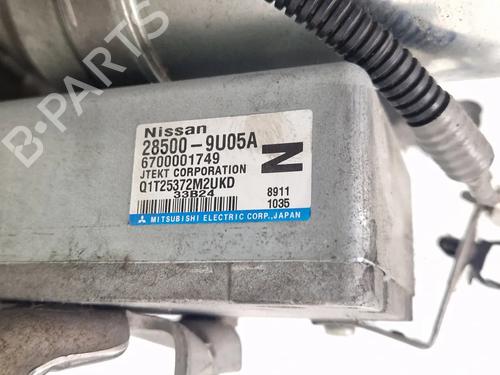 Nissan
28500-9U05A
6700001749
N
JTEKT CORPORATION
Q1T25372M2UKD
33B24
8911
1035
MITSUBISHI ELECTRIC CORP., JAPAN
B-PARTS